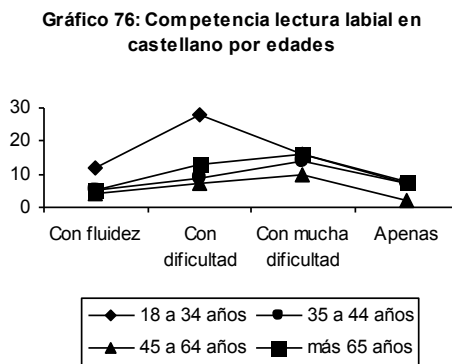 Gráfico 76: Competencia lectura labial en
castellano por edades
30
20
10
0
Con fluidez
Con
dificultad
Con mucha
dificultad
Apenas
18 a 34 años
35 a 44 años
45 a 64 años
más 65 años